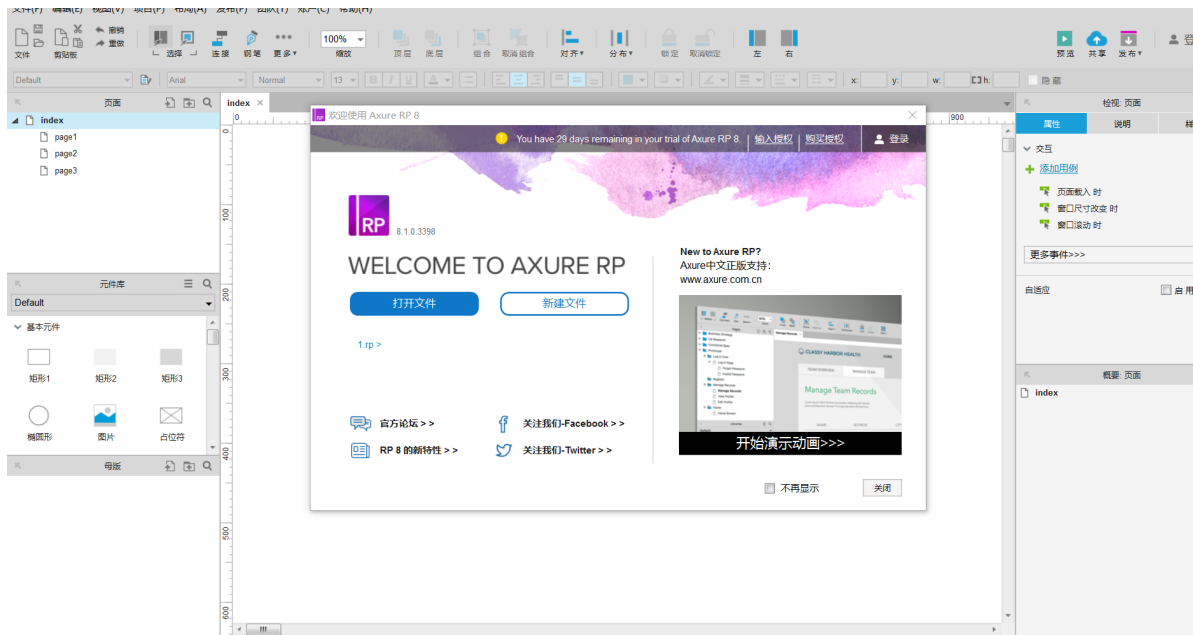 文件(F) 编辑(E) 视图(V) 项目(P) 布局(A) 发布(P) 团队(T) 账户(C) 帮助(H)
撤销
重做
100%
文件 剪贴板 选择 连接 钢笔 更多▾ 缩放 顶层 底层 组合 取消组合 对齐▾ 分布▾ 锁定 取消锁定 左 右 预览 共享 发布▾ 登
Default Arial Normal 13 B I U A x: y: w: h: 隐藏
页面
index
page1
page2
page3
元件库
Default
基本元件
矩形1 矩形2 矩形3
椭圆形 图片 占位符
母版
index ×
0 900
0
100
200
300
400
500
600
RP 欢迎使用 Axure RP 8
You have 29 days remaining in your trial of Axure RP 8. 输入授权 购买授权 登录
RP 8.1.0.3398
WELCOME TO AXURE RP
打开文件 新建文件
1.rp >
官方论坛 > > 关注我们-Facebook > >
RP 8 的新特性 > > 关注我们-Twitter > >
New to Axure RP?
Axure中文正版支持：
www.axure.com.cn
CLASSY HARBOR HEALTH
Manage Team Records
开始演示动画>>>
不再显示 关闭
检视: 页面
属性 说明 样
交互
添加用例
页面载入 时
窗口尺寸改变 时
窗口滚动 时
更多事件>>>
自适应 启用
概要: 页面
index